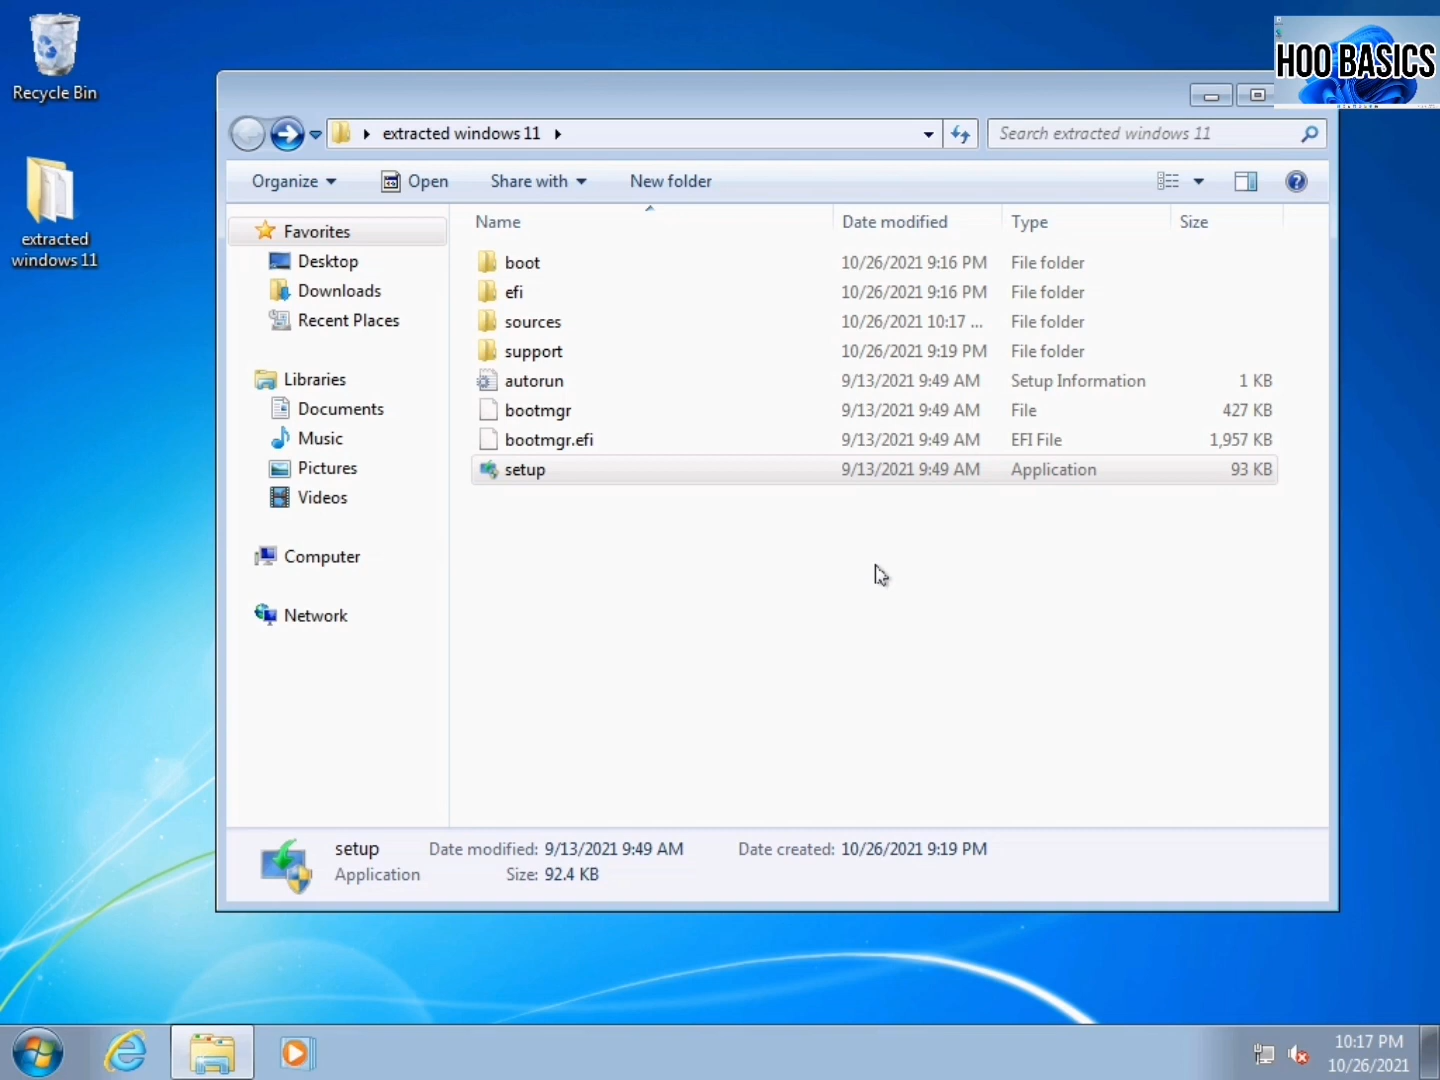 Recycle Bin
extracted
windows 11
HOO BASICS
extracted windows 11
Search extracted windows 11
Organize
Open
Share with
New folder
Favorites
Desktop
Downloads
Recent Places
Libraries
Documents
Music
Pictures
Videos
Computer
Network
Name Date modified Type Size
boot 10/26/2021 9:16 PM File folder
efi 10/26/2021 9:16 PM File folder
sources 10/26/2021 10:17 ... File folder
support 10/26/2021 9:19 PM File folder
autorun 9/13/2021 9:49 AM Setup Information 1 KB
bootmgr 9/13/2021 9:49 AM File 427 KB
bootmgr.efi 9/13/2021 9:49 AM EFI File 1,957 KB
setup 9/13/2021 9:49 AM Application 93 KB
setup Date modified: 9/13/2021 9:49 AM Date created: 10/26/2021 9:19 PM
Application Size: 92.4 KB
10:17 PM
10/26/2021